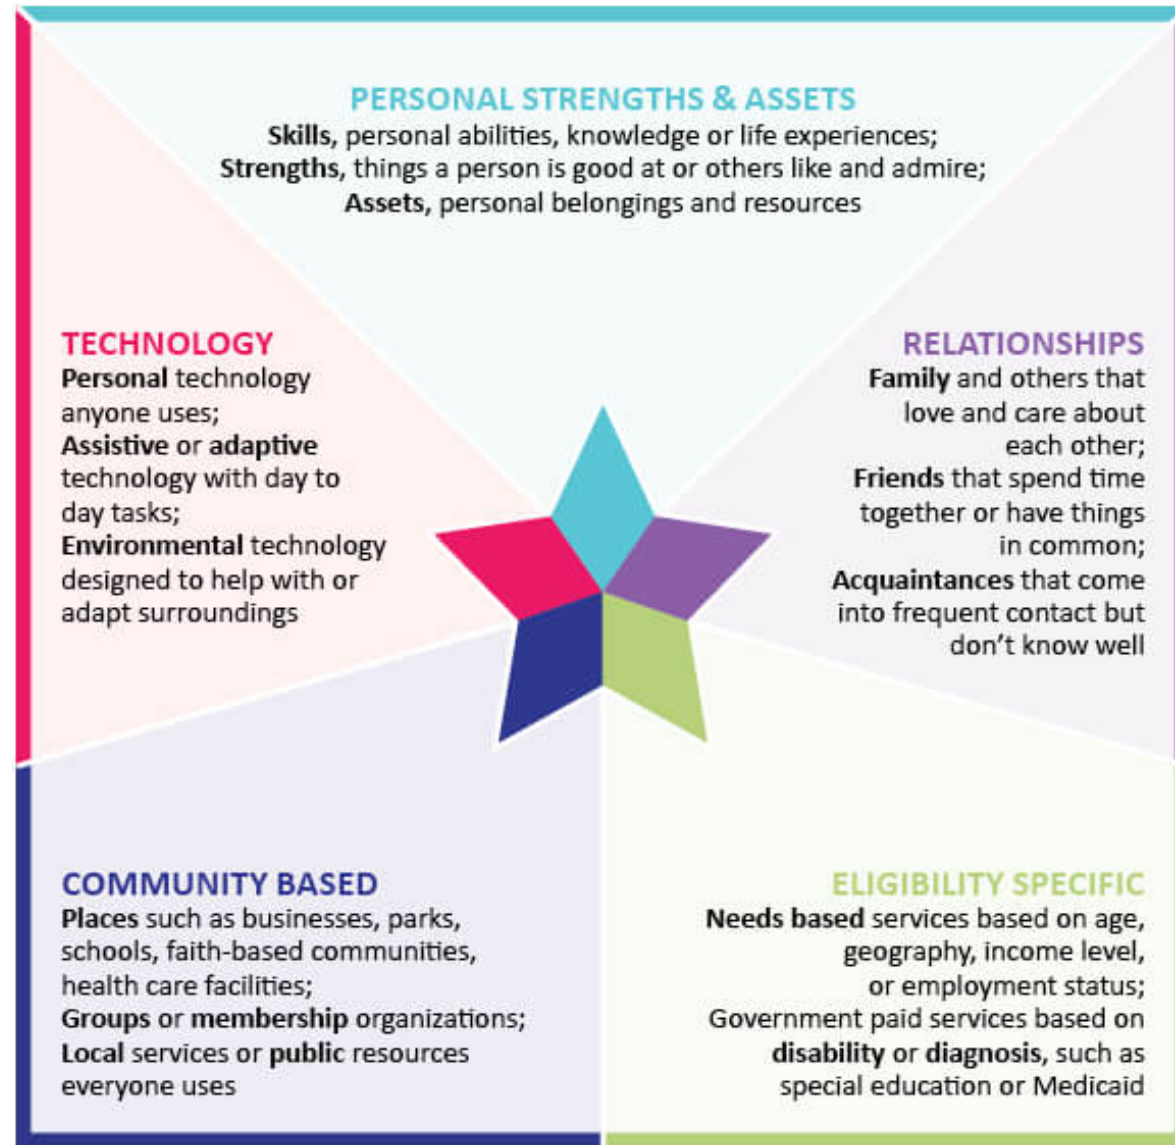 PERSONAL STRENGTHS & ASSETS
Skills, personal abilities, knowledge or life experiences;
Strengths, things a person is good at or others like and admire;
Assets, personal belongings and resources
TECHNOLOGY
Personal technology
anyone uses;
Assistive or adaptive
technology with day to
day tasks;
Environmental technology
designed to help with or
adapt surroundings
RELATIONSHIPS
Family and others that
love and care about
each other;
Friends that spend time
together or have things
in common;
Acquaintances that come
into frequent contact but
don't know well
COMMUNITY BASED
Places such as businesses, parks,
schools, faith-based communities,
health care facilities;
Groups or membership organizations;
Local services or public resources
everyone uses
ELIGIBILITY SPECIFIC
Needs based services based on age,
geography, income level,
or employment status;
Government paid services based on
disability or diagnosis, such as
special education or Medicaid